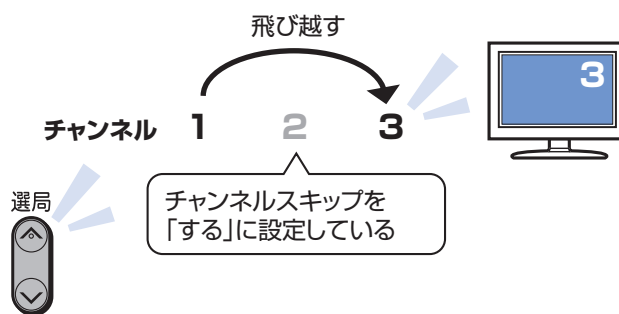 飛び越す
3
チャンネル 1 2 3
チャンネルスキップを
「する」に設定している
選局